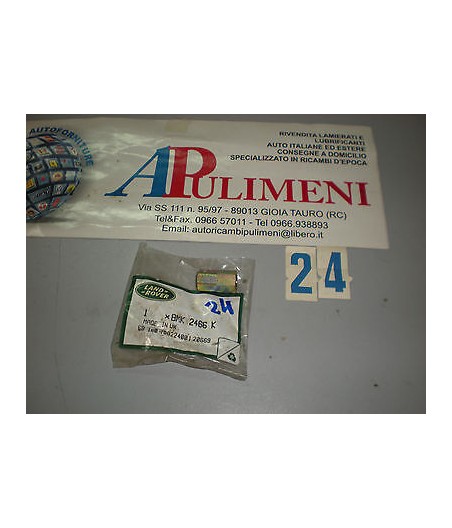 AUTOFORNITURE
RIVENDITA LAMIERATI E
LUBRIFICANTI
AUTO ITALIANE ED ESTERE
CONSEGNE A DOMICILIO
SPECIALIZZATO IN RICAMBI D'EPOCA
APULIMENI
Via SS 111 n. 95/97 - 89013 GIOIA TAURO (RC)
Tel&Fax. 0966 57011 - Tel 0966.938893
Email: autoricambipulimeni@libero.it
24
LAND
ROVER
24
1 ×BMK 2466 K
MADE IN UK